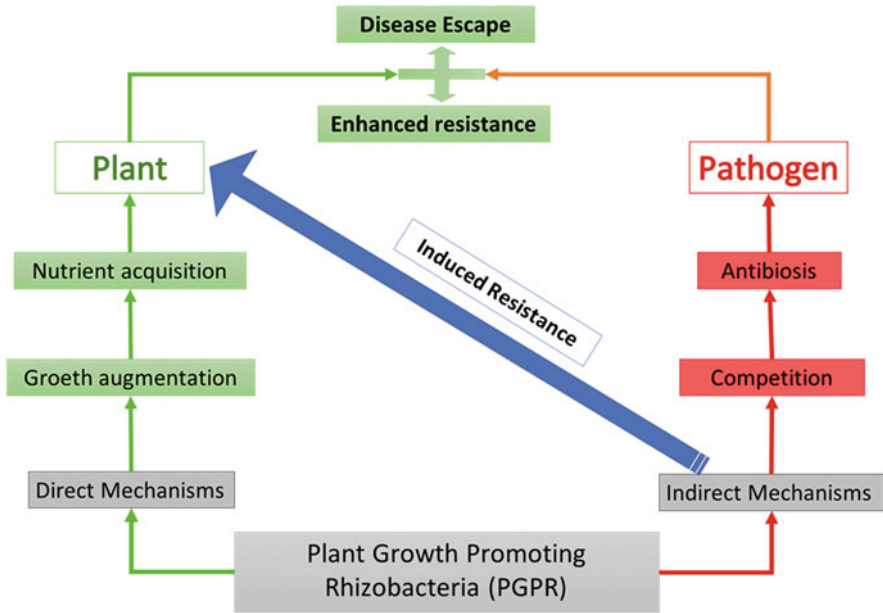 Disease Escape
Enhanced resistance
Plant
Pathogen
Nutrient acquisition
Induced Resistance
Antibiosis
Groeth augmentation
Competition
Direct Mechanisms
Indirect Mechanisms
Plant Growth Promoting
Rhizobacteria (PGPR)